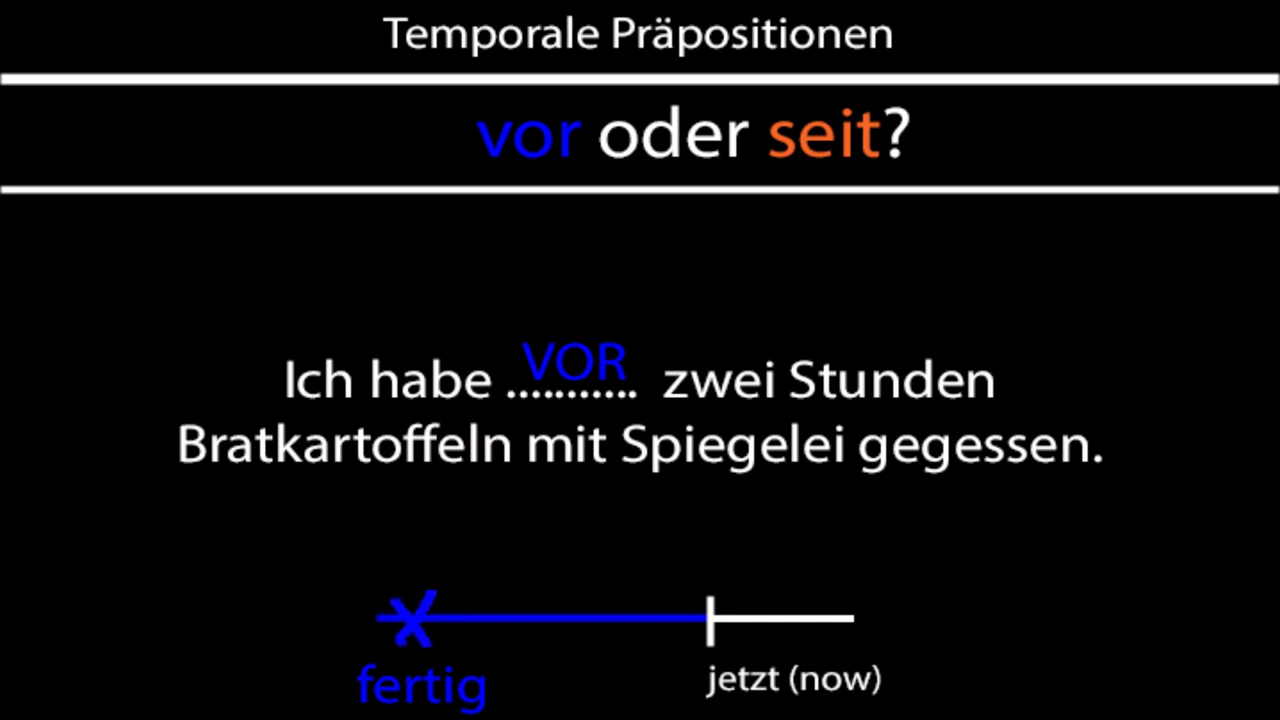 Temporale Präpositionen
vor oder seit?
Ich habe ...VOR... zwei Stunden
Bratkartoffeln mit Spiegelei gegessen.
fertig
jetzt (now)